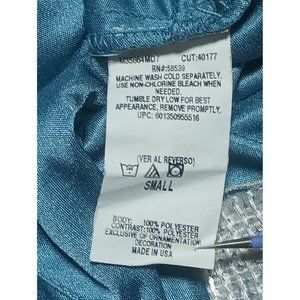 M35864MD7 CUT:40177
RN#:58539
MACHINE WASH COLD SEPARATELY.
USE NON-CHLORINE BLEACH WHEN
NEEDED.
TUMBLE DRY LOW FOR BEST
APPEARANCE, REMOVE PROMPTLY.
UPC: 601350955516
(VER AL REVERSO)
SMALL
BODY: 100% POLYESTER
CONTRAST: 100% POLYESTER
EXCLUSIVE OF ORNAMENTATION
DECORATION
MADE IN USA